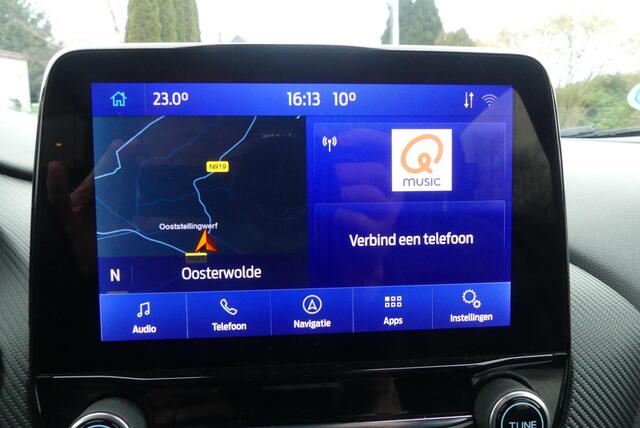 23.0° 16:13 10°
N919
Ooststellingwerf
N Oosterwolde
MUSIC
Verbind een telefoon
Audio Telefoon Navigatie Apps Instellingen
TUNE